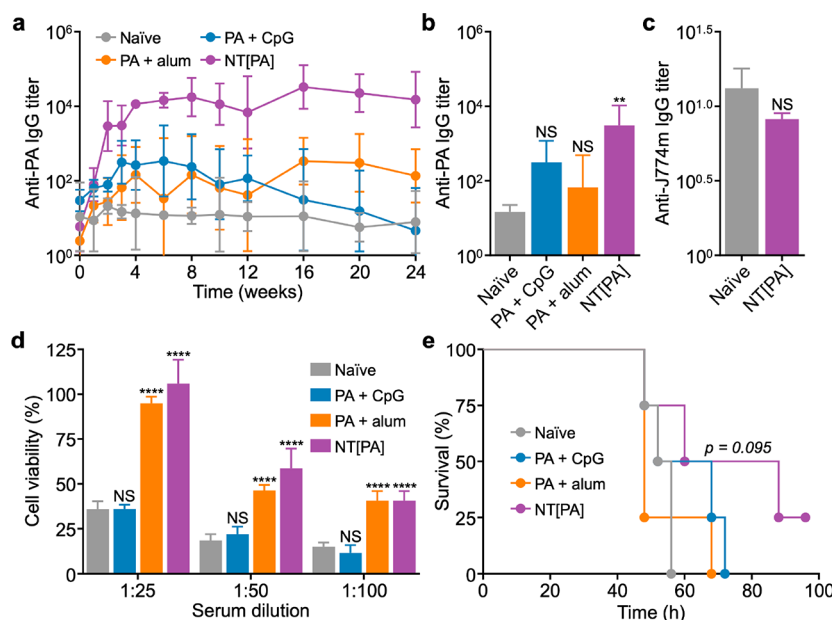 a
Naïve
PA + CpG
PA + alum
NT[PA]
Anti-PA IgG titer
10⁶
10⁴
10²
10⁰
0 4 8 12 16 20 24
Time (weeks)
b
Anti-PA IgG titer
10⁶
10⁴
10²
10⁰
NS
NS
**
Naïve
PA + CpG
PA + alum
NT[PA]
c
Anti-J774m IgG titer
10¹·⁵
10¹·⁰
10⁰·⁵
10⁰
NS
Naïve
NT[PA]
d
Cell viability (%)
125
100
75
50
25
0
NS **** ****
NS **** ****
NS **** ****
Naïve
PA + CpG
PA + alum
NT[PA]
1:25 1:50 1:100
Serum dilution
e
Survival (%)
100
75
50
25
0
Naïve
PA + CpG
PA + alum
NT[PA]
p = 0.095
0 20 40 60 80 100
Time (h)